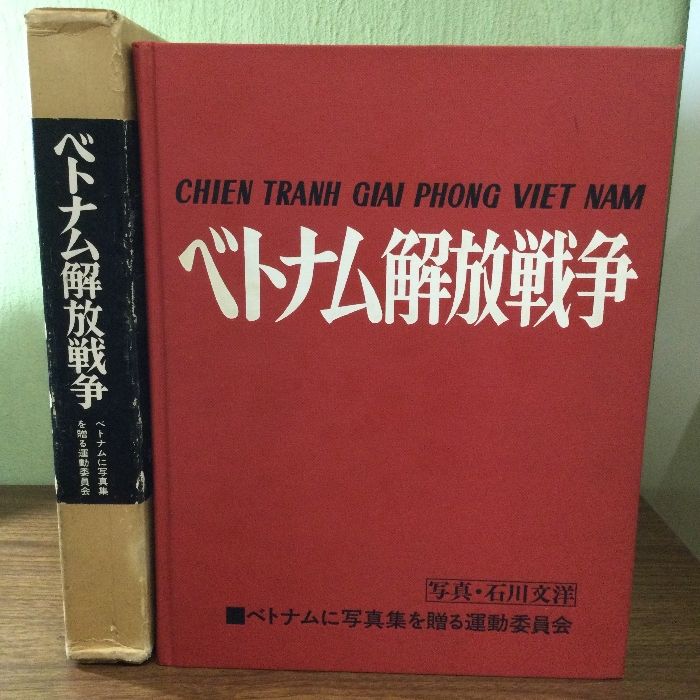 ベトナム解放戦争
ベトナムに写真集
を贈る運動委員会
CHIEN TRANH GIAI PHONG VIET NAM
ベトナム解放戦争
写真・石川文洋
■ベトナムに写真集を贈る運動委員会